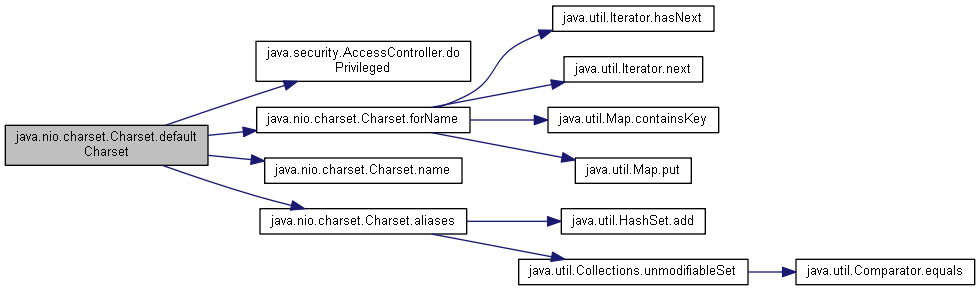 java.nio.charset.Charset.default
Charset
java.security.AccessController.do
Privileged
java.nio.charset.Charset.forName
java.nio.charset.Charset.name
java.nio.charset.Charset.aliases
java.util.Iterator.hasNext
java.util.Iterator.next
java.util.Map.containsKey
java.util.Map.put
java.util.HashSet.add
java.util.Collections.unmodifiableSet
java.util.Comparator.equals